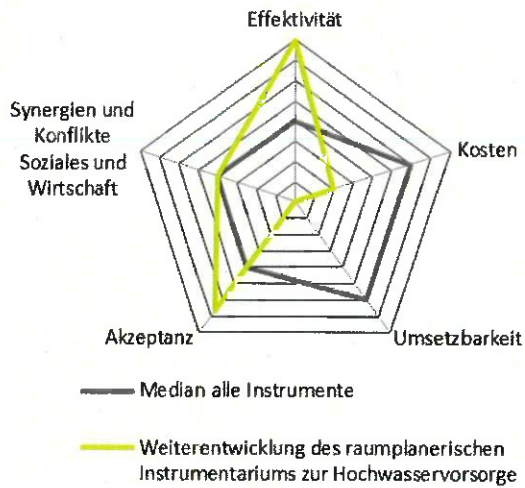 Effektivität
Synergien und
Konflikte
Soziales und
Wirtschaft
Kosten
Akzeptanz
Umsetzbarkeit
Median alle Instrumente
Weiterentwicklung des raumplanerischen
Instrumentariums zur Hochwasservorsorge